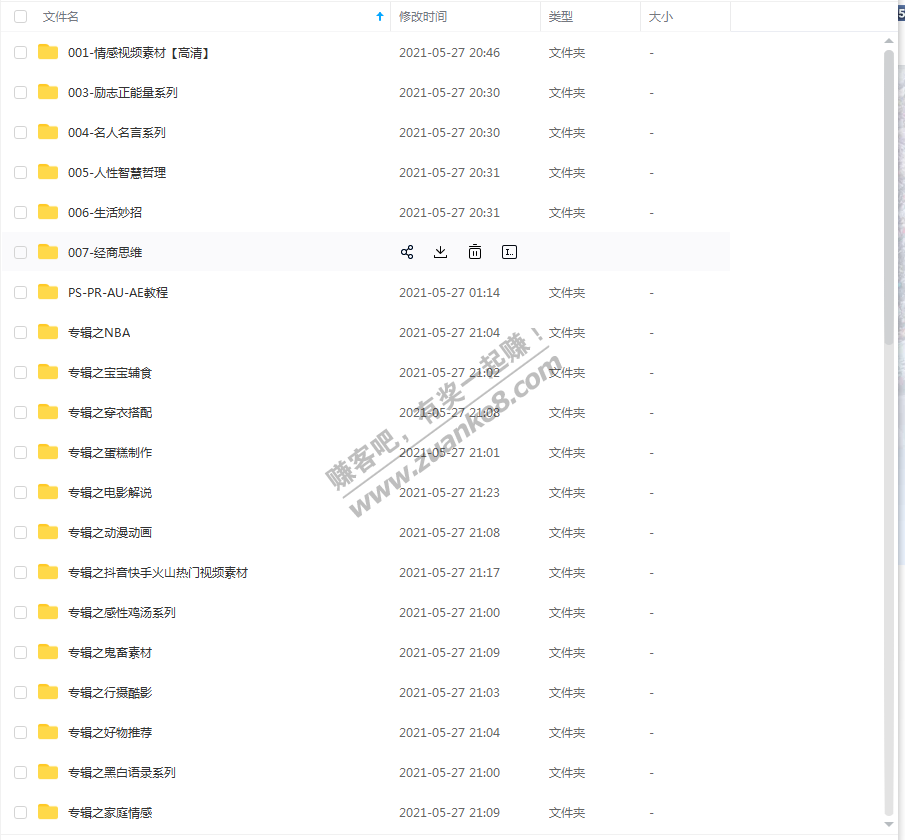 文件名 修改时间 类型 大小
001-情感视频素材【高清】 2021-05-27 20:46 文件夹 -
003-励志正能量系列 2021-05-27 20:30 文件夹 -
004-名人名言系列 2021-05-27 20:30 文件夹 -
005-人性智慧哲理 2021-05-27 20:31 文件夹 -
006-生活妙招 2021-05-27 20:31 文件夹 -
007-经商思维
PS-PR-AU-AE教程 2021-05-27 01:14 文件夹 -
专辑之NBA 2021-05-27 21:04 文件夹 -
专辑之宝宝辅食 2021-05-27 21:02 文件夹 -
专辑之穿衣搭配 2021-05-27 21:08 文件夹 -
专辑之蛋糕制作 2021-05-27 21:01 文件夹 -
专辑之电影解说 2021-05-27 21:23 文件夹 -
专辑之动漫动画 2021-05-27 21:08 文件夹 -
专辑之抖音快手火山热门视频素材 2021-05-27 21:17 文件夹 -
专辑之感性鸡汤系列 2021-05-27 21:00 文件夹 -
专辑之鬼畜素材 2021-05-27 21:09 文件夹 -
专辑之行摄酷影 2021-05-27 21:03 文件夹 -
专辑之好物推荐 2021-05-27 21:04 文件夹 -
专辑之黑白语录系列 2021-05-27 21:00 文件夹 -
专辑之家庭情感 2021-05-27 21:09 文件夹 -
赚客吧，有奖一起赚！
www.zuanke8.com